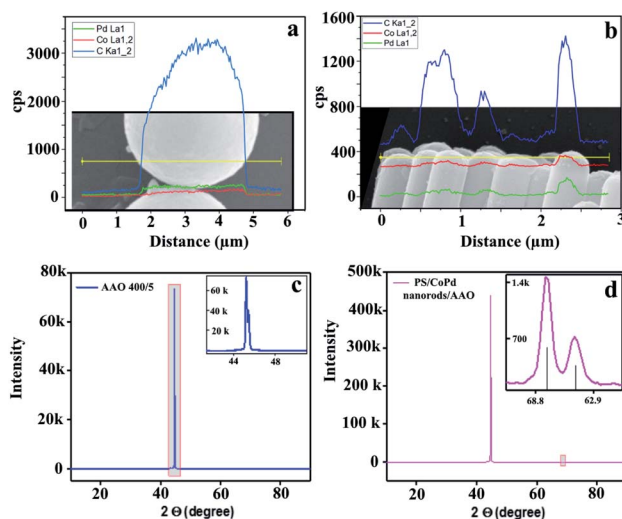 a
Pd La1
Co La1,2
C Ka1_2
3000
2000
1000
0
cps
0 1 2 3 4 5 6
Distance (µm)
b
C Ka1_2
Co La1,2
Pd La1
1600
1200
800
400
0
cps
0 1 2 3
Distance (µm)
c
AAO 400/5
80k
60k
40k
20k
0
Intensity
20 40 60 80
2 Θ (degree)
60 k
40 k
20 k
44 48
d
PS/CoPd
nanorods/AAO
500k
400k
300k
200k
100 k
0
Intensity
20 40 60 80
2 Θ (degree)
1.4k
700
68.8 62.9